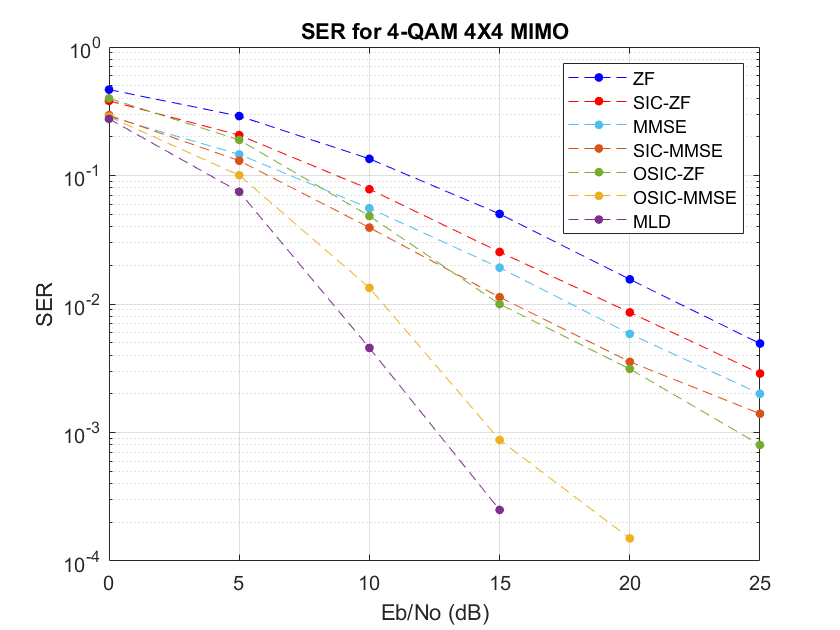 SER for 4-QAM 4X4 MIMO
10^0
10^-1
10^-2
10^-3
10^-4
SER
ZF
SIC-ZF
MMSE
SIC-MMSE
OSIC-ZF
OSIC-MMSE
MLD
0 5 10 15 20 25
Eb/No (dB)